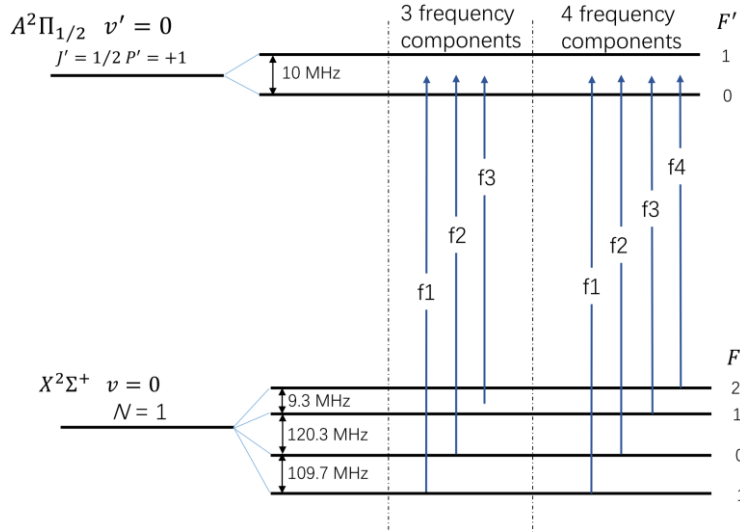 3 frequency components
4 frequency components
F′
A²Π₁/₂ v′ = 0
J′ = 1/2 P′ = +1
10 MHz
1
0
f1
f2
f3
f1
f2
f3
f4
F
X²Σ⁺ v = 0
N = 1
9.3 MHz
120.3 MHz
109.7 MHz
2
1
0
1